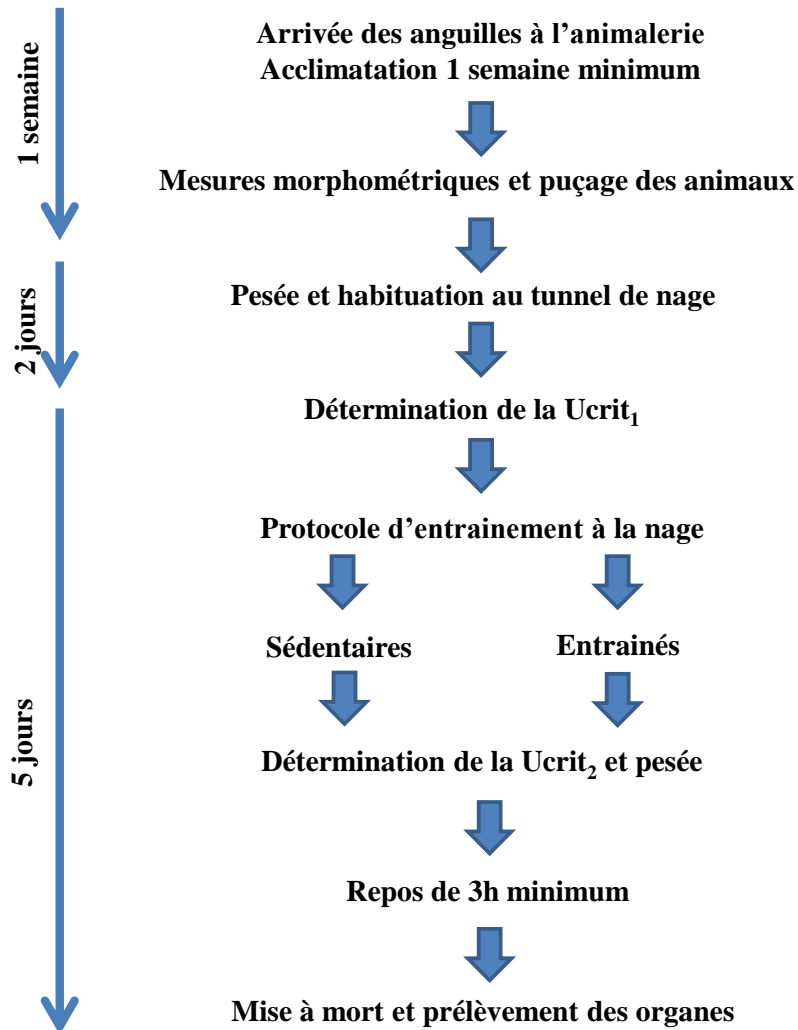 1 semaine
Arrivée des anguilles à l’animalerie
Acclimatation 1 semaine minimum
Mesures morphométriques et puçage des animaux
2 jours
Pesée et habituation au tunnel de nage
5 jours
Détermination de la Ucrit₁
Protocole d’entrainement à la nage
Sédentaires
Entrainés
Détermination de la Ucrit₂ et pesée
Repos de 3h minimum
Mise à mort et prélèvement des organes